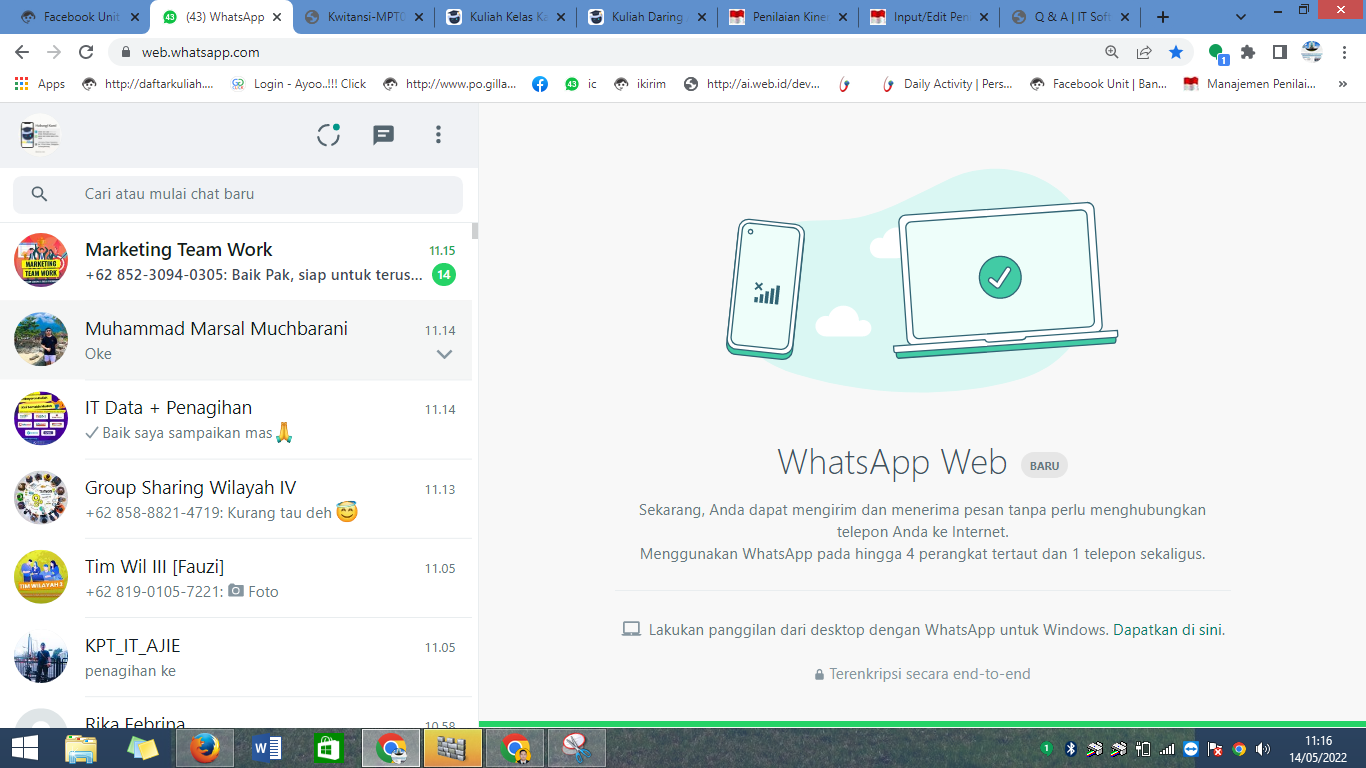 Facebook Unit
(43) WhatsApp
Kwitansi-MPT
Kuliah Kelas Ka
Kuliah Daring
Penilaian Kiner
Input/Edit Pen
Q & A | IT Soft
web.whatsapp.com
1
Apps
http://daftarkuliah....
Login - Ayoo..!!! Click
http://www.po.gilla...
43
ic
ikirim
http://ai.web.id/dev...
Daily Activity | Pers...
Facebook Unit | Ban...
Manajemen Penilai...
»
Cari atau mulai chat baru
Marketing Team Work 11.15
+62 852-3094-0305: Baik Pak, siap untuk terus... 14
MARKETING
TEAM WORK
Muhammad Marsal Muchbarani 11.14
Oke
IT Data + Penagihan 11.14
Baik saya sampaikan mas🙏
Group Sharing Wilayah IV 11.13
+62 858-8821-4719: Kurang tau deh 😇
Tim Wil III [Fauzi] 11.05
+62 819-0105-7221: Foto
KPT_IT_AJIE 11.05
penagihan ke
Rika Febrina 10.58
WhatsApp Web BARU
Sekarang, Anda dapat mengirim dan menerima pesan tanpa perlu menghubungkan
telepon Anda ke Internet.
Menggunakan WhatsApp pada hingga 4 perangkat tertaut dan 1 telepon sekaligus.
Lakukan panggilan dari desktop dengan WhatsApp untuk Windows. Dapatkan di sini.
Terenkripsi secara end-to-end
1
11:16
14/05/2022